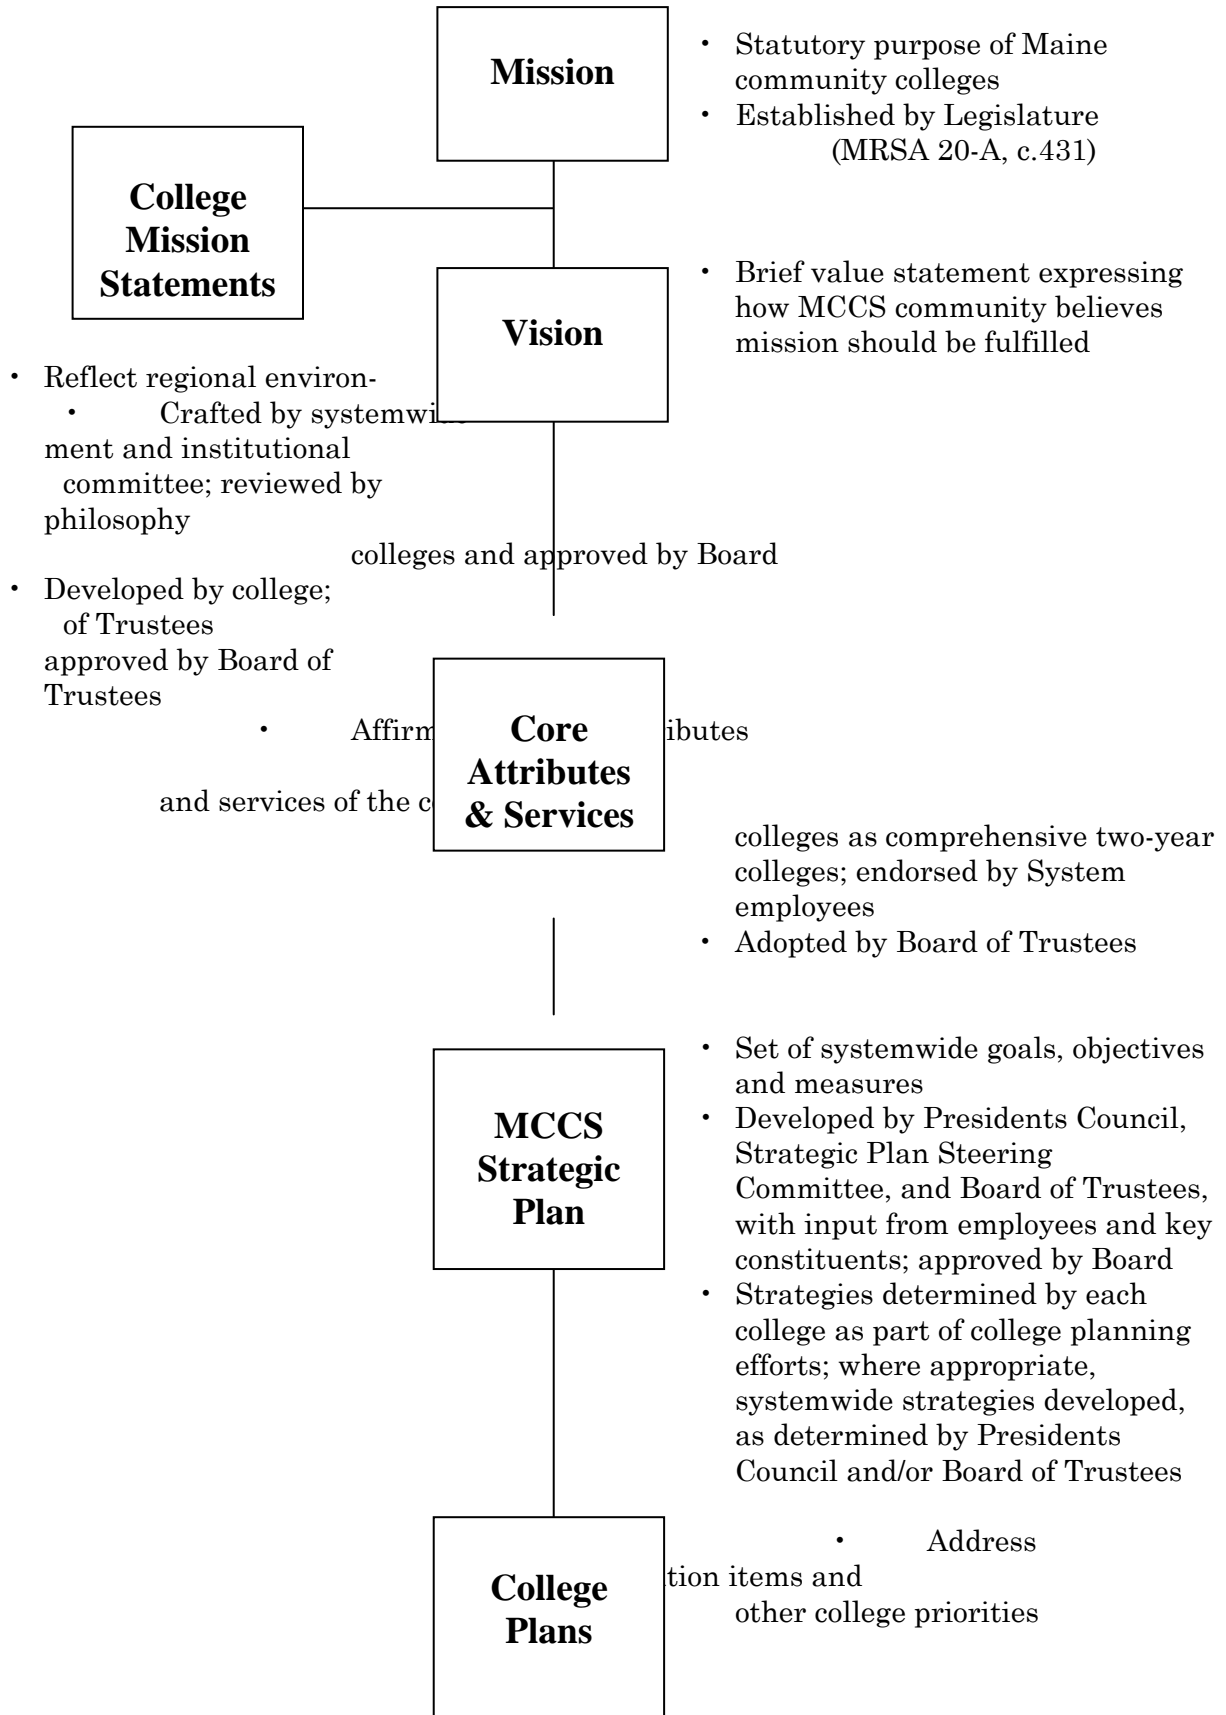 Mission
• Statutory purpose of Maine
community colleges
• Established by Legislature
(MRSA 20-A, c.431)
College
Mission
Statements
Vision
• Brief value statement expressing
how MCCS community believes
mission should be fulfilled
• Reflect regional environ-
• Crafted by
ment and institutional
committee; reviewed by
philosophy
colleges and approved by Board
• Developed by college;
of Trustees
approved by Board of
Trustees
•
Core
Attributes
& Services
and services of the
colleges as comprehensive two-year
colleges; endorsed by System
employees
• Adopted by Board of Trustees
MCCS
Strategic
Plan
• Set of systemwide goals, objectives
and measures
• Developed by Presidents Council,
Strategic Plan Steering
Committee, and Board of Trustees,
with input from employees and key
constituents; approved by Board
• Strategies determined by each
college as part of college planning
efforts; where appropriate,
systemwide strategies developed,
as determined by Presidents
Council and/or Board of Trustees
College
Plans
• Address
items and
other college priorities